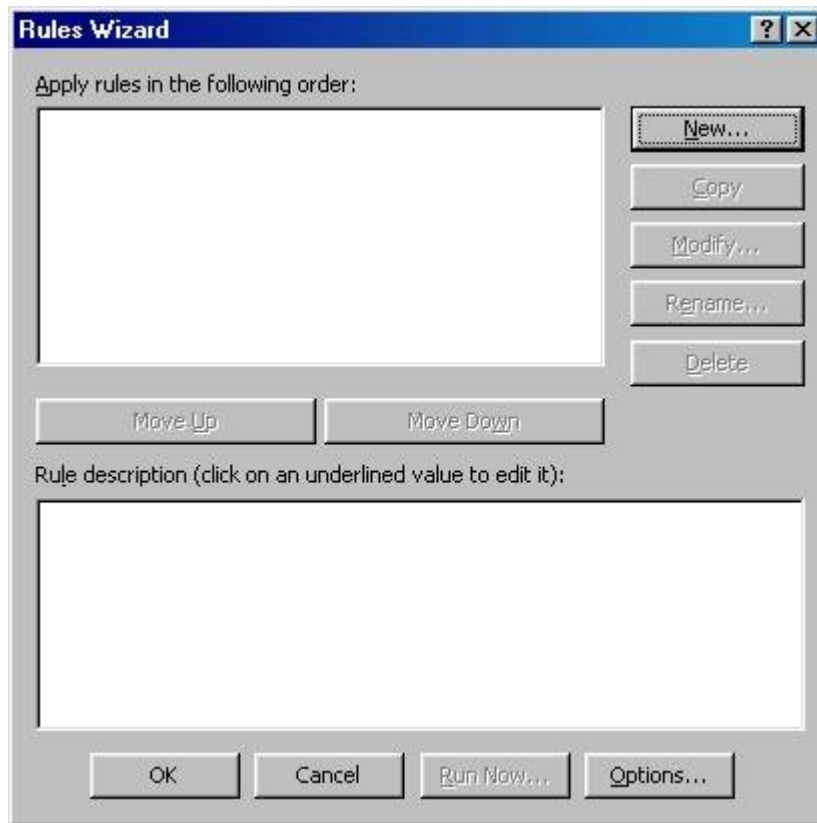 Rules Wizard
Apply rules in the following order:
New...
Copy
Modify...
Rename...
Delete
Move Up
Move Down
Rule description (click on an underlined value to edit it):
OK
Cancel
Run Now...
Options...